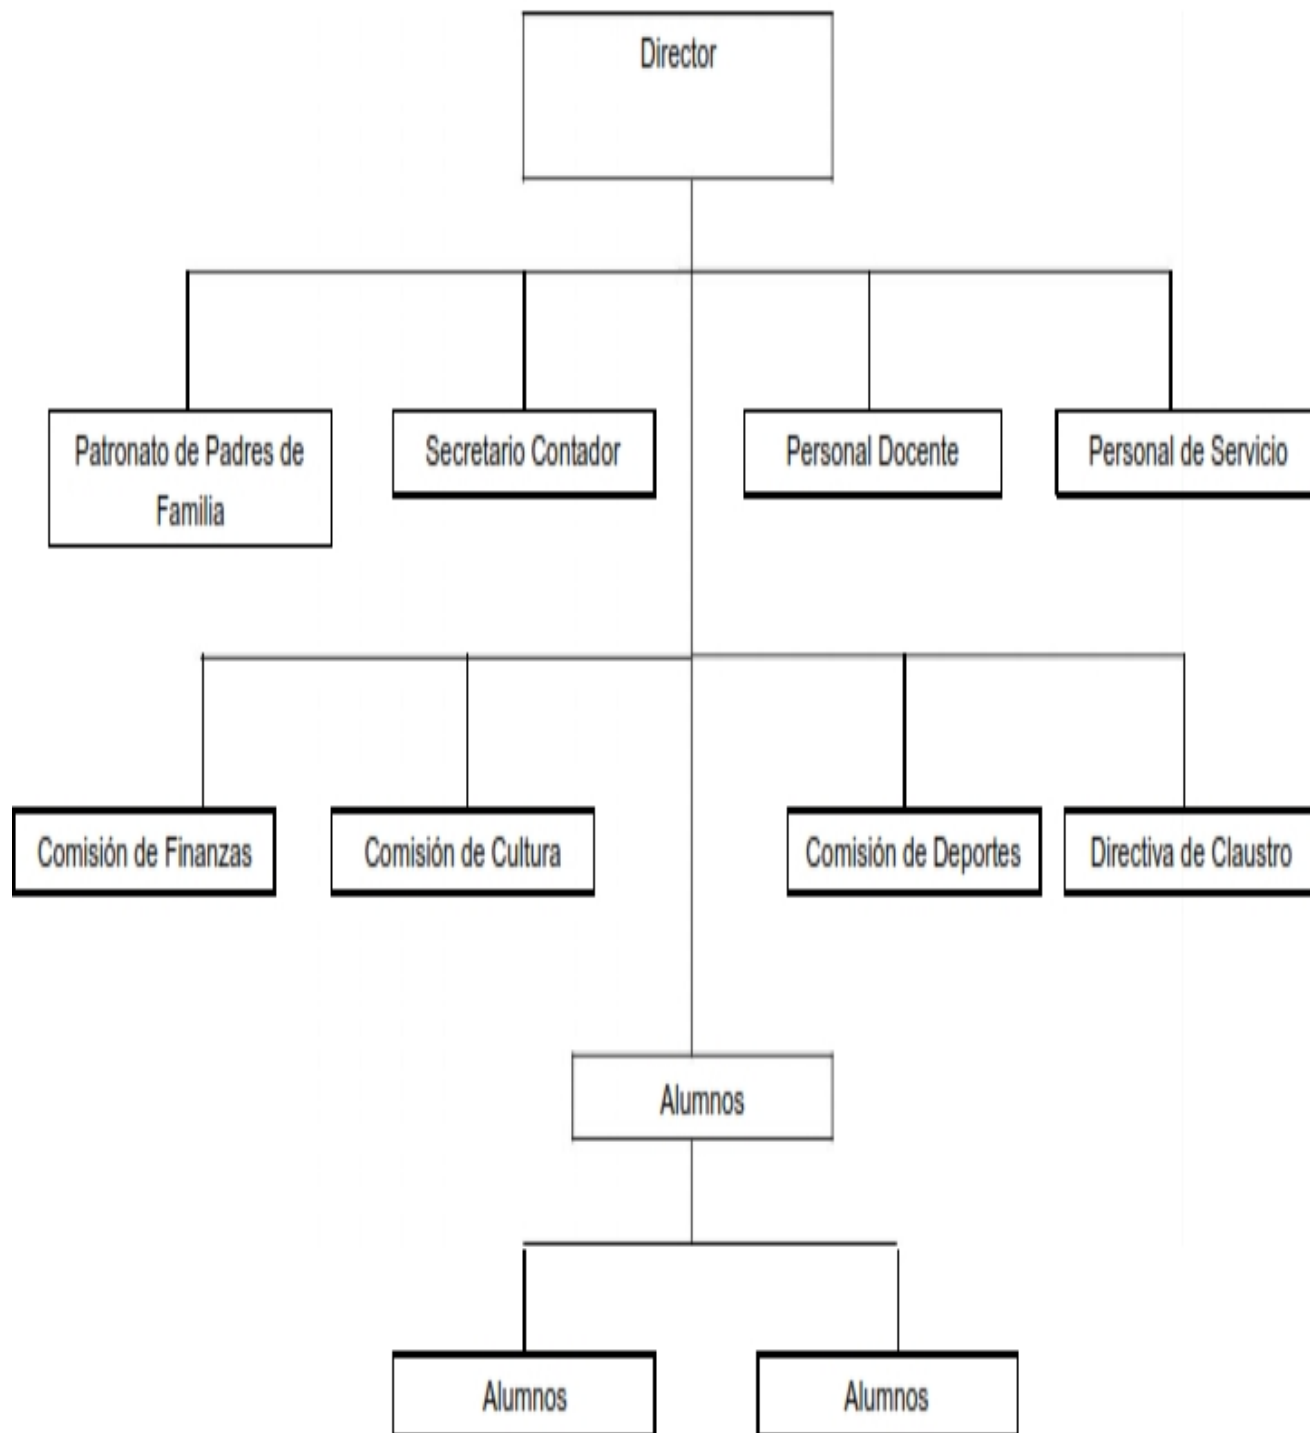 Director
Patronato de Padres de
Familia
Secretario Contador
Personal Docente
Personal de Servicio
Comisión de Finanzas
Comisión de Cultura
Comisión de Deportes
Directiva de Claustro
Alumnos
Alumnos
Alumnos